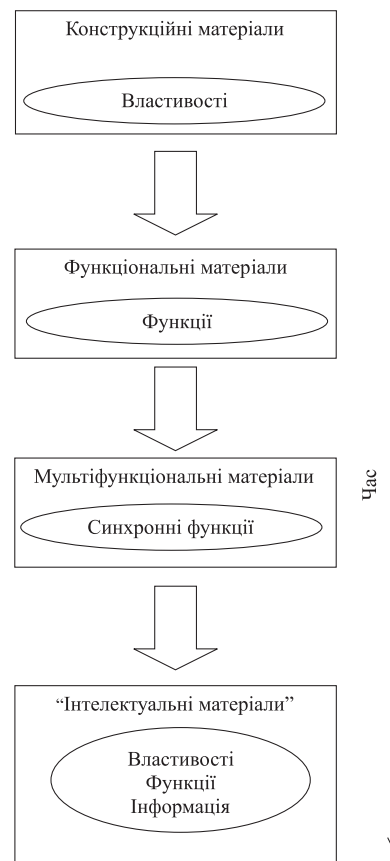 Конструкційні матеріали
Властивості
Функціональні матеріали
Функції
Мультіфункціональні матеріали
Синхронні функції
Час
“Інтелектуальні матеріали”
Властивості
Функції
Інформація